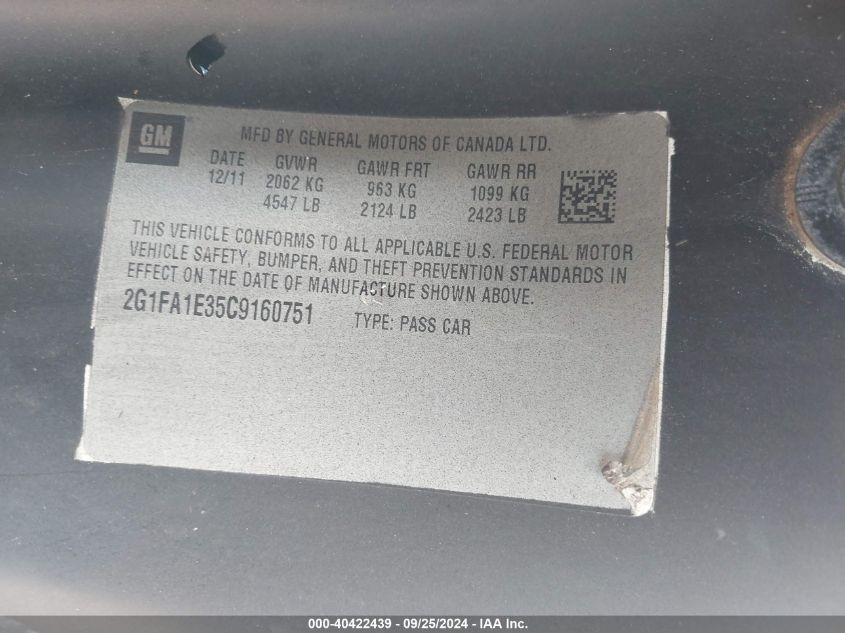 GM
MFD BY GENERAL MOTORS OF CANADA LTD.
DATE GVWR GAWR FRT GAWR RR
12/11 2062 KG 963 KG 1099 KG
4547 LB 2124 LB 2423 LB
THIS VEHICLE CONFORMS TO ALL APPLICABLE U.S. FEDERAL MOTOR
VEHICLE SAFETY, BUMPER, AND THEFT PREVENTION STANDARDS IN
EFFECT ON THE DATE OF MANUFACTURE SHOWN ABOVE.
2G1FA1E35C9160751 TYPE: PASS CAR
000-40422439 - 09/25/2024 - IAA Inc.